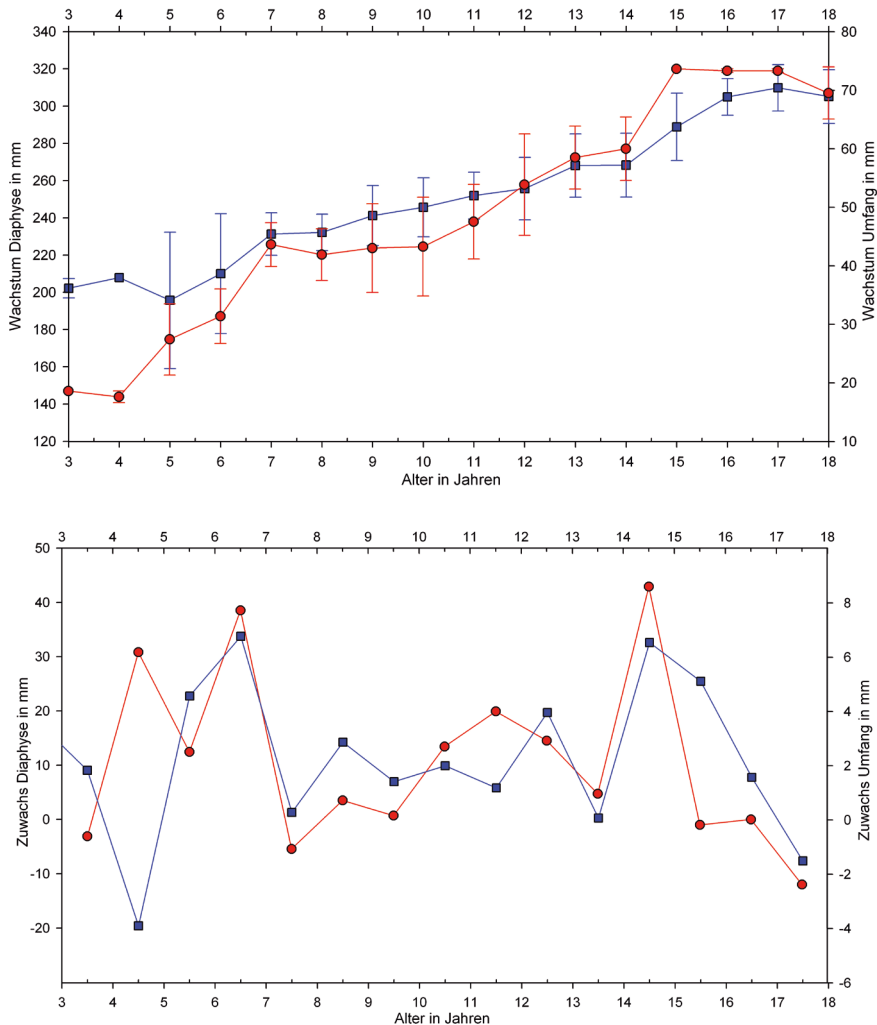 3 4 5 6 7 8 9 10 11 12 13 14 15 16 17 18
340 80
320
300 70
280
260 60
240 50
220
200 40
180 30
160
140 20
120 10
Wachstum Diaphyse in mm
Wachstum Umfang in mm
3 4 5 6 7 8 9 10 11 12 13 14 15 16 17 18
Alter in Jahren
3 4 5 6 7 8 9 10 11 12 13 14 15 16 17 18
50
40 8
30 6
20 4
10 2
0 0
-10 -2
-20 -4
-6
Zuwachs Diaphyse in mm
Zuwachs Umfang in mm
3 4 5 6 7 8 9 10 11 12 13 14 15 16 17 18
Alter in Jahren